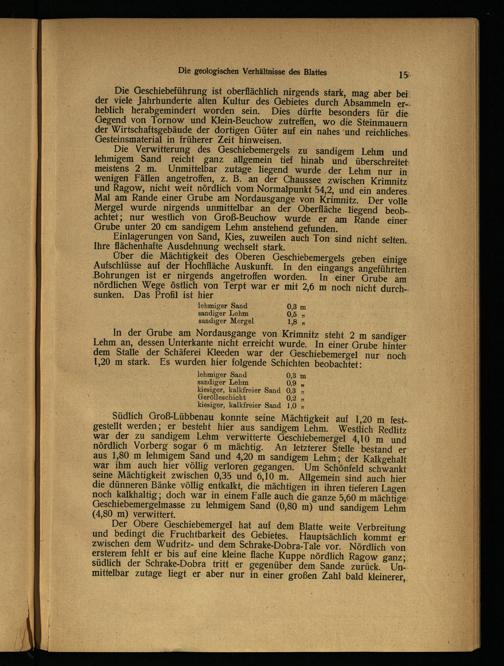 Die geologischen Verhältnisse des Blattes 15
Die Geschiebeführung ist oberflächlich nirgends stark, mag aber bei
der viele Jahrhunderte alten Kultur des Gebietes durch Absammeln er-
heblich herabgemindert worden sein. Dies dürfte besonders für die
Gegend von Tornow und Klein-Beuchow zutreffen, wo die Steinmauern
der Wirtschaftsgebäude der dortigen Güter auf ein nahes und reichliches
Gesteinsmaterial in früherer Zeit hinweisen.
Die Verwitterung des Geschiebemergels zu sandigem Lehm und
lehmigem Sand reicht ganz allgemein tief hinab und überschreitet
meistens 2 m. Unmittelbar zutage liegend wurde der Lehm nur in
wenigen Fällen angetroffen, z. B. an der Chaussee zwischen Krimnitz
und Ragow, nicht weit nördlich vom Normalpunkt 54,2, und ein anderes
Mal am Rande einer Grube am Nordausgange von Krimnitz. Der volle
Mergel wurde nirgends unmittelbar an der Oberfläche liegend beob-
achtet; nur westlich von Groß-Beuchow wurde er am Rande einer
Grube unter 20 cm sandigem Lehm anstehend gefunden.
Einlagerungen von Sand, Kies, zuweilen auch Ton sind nicht selten.
Ihre flächenhafte Ausdehnung wechselt stark.
Über die Mächtigkeit des Oberen Geschiebemergels geben einige
Aufschlüsse auf der Hochfläche Auskunft. In den eingangs angeführten
Bohrungen ist er nirgends angetroffen worden. In einer Grube am
nördlichen Wege östlich von Terpt war er mit 2,6 m noch nicht durch-
sunken. Das Profil ist hier
lehmiger Sand 0,3 m
sandiger Lehm 0,5 „
sandiger Mergel 1,8 „
In der Grube am Nordausgange von Krimnitz steht 2 m sandiger
Lehm an, dessen Unterkante nicht erreicht wurde. In einer Grube hinter
dem Stalle der Schäferei Kleeden war der Geschiebemergel nur noch
1,20 m stark. Es wurden hier folgende Schichten beobachtet:
lehmiger Sand 0,3 m
sandiger Lehm 0,9 „
kiesiger, kalkfreier Sand 0,3 „
Geröllesschicht 0,2 „
kiesiger, kalkfreier Sand 1,0 „
Südlich Groß-Lübbenau konnte seine Mächtigkeit auf 1,20 m fest-
gestellt werden; er besteht hier aus sandigem Lehm. Westlich Redlitz
war der zu sandigem Lehm verwitterte Geschiebemergel 4,10 m und
nördlich Vorberg sogar 6 m mächtig. An letzterer Stelle bestand er
aus 1,80 m lehmigem Sand und 4,20 m sandigem Lehm; der Kalkgehalt
war ihm auch hier völlig verloren gegangen. Um Schönfeld schwankt
seine Mächtigkeit zwischen 0,35 und 6,10 m. Allgemein sind auch hier
die dünneren Bänke völlig entkalkt, die mächtigen in ihren tieferen Lagen
noch kalkhaltig; doch war in einem Falle auch die ganze 5,60 m mächtige
Geschiebemergelmasse zu lehmigem Sand (0,80 m) und sandigem Lehm
(4,80 m) verwittert.
Der Obere Geschiebemergel hat auf dem Blatte weite Verbreitung
und bedingt die Fruchtbarkeit des Gebietes. Hauptsächlich kommt er
zwischen dem Wudritz- und dem Schrake-Dobra-Tale vor. Nördlich von
ersterem fehlt er bis auf eine kleine flache Kuppe nördlich Ragow ganz;
südlich der Schrake-Dobra tritt er gegenüber dem Sande zurück. Un-
mittelbar zutage liegt er aber nur in einer großen Zahl bald kleinerer,